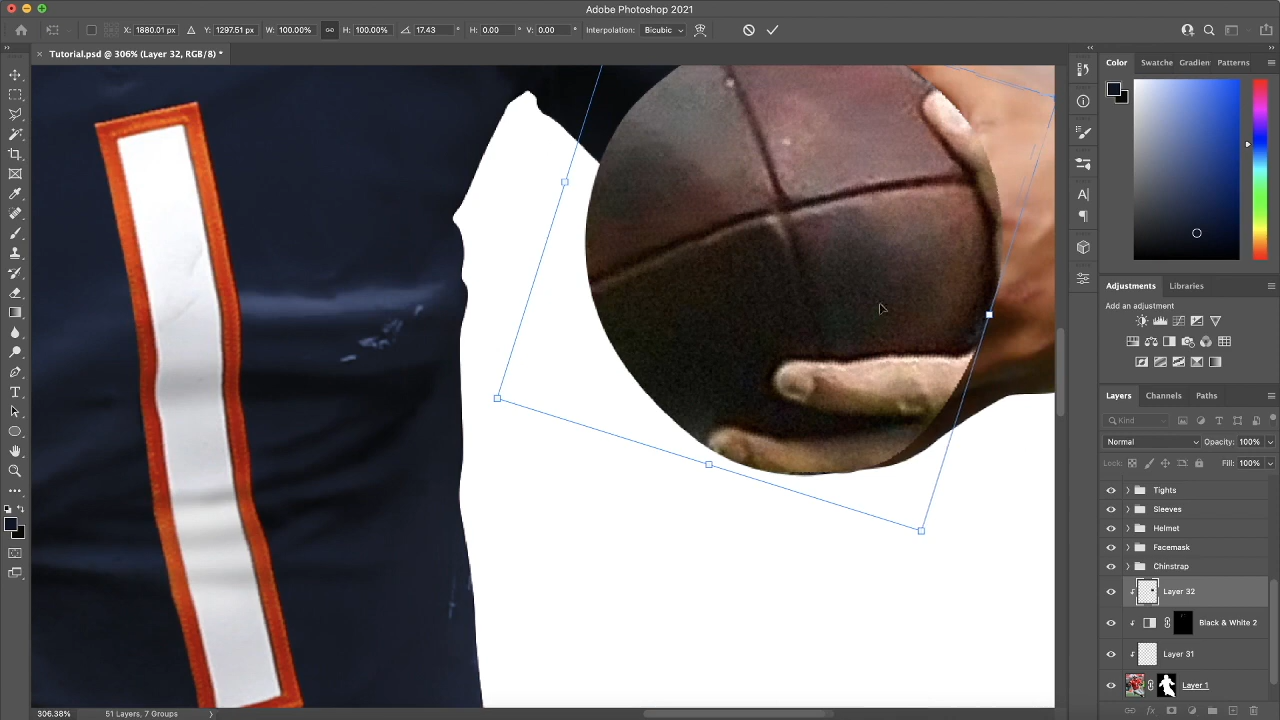 Adobe Photoshop 2021
X: 1880.01 px Y: 1297.51 px W: 100.00% H: 100.00% 17.43 ° H: 0.00 ° V: 0.00 ° Interpolation: Bicubic
Tutorial.psd @ 306% (Layer 32, RGB/8) *
Color Swatche Gradien Patterns
Adjustments Libraries
Add an adjustment
Layers Channels Paths
Kind
Normal Opacity: 100%
Lock: Fill: 100%
Tights
Sleeves
Helmet
Facemask
Chinstrap
Layer 32
Black & White 2
Layer 31
Layer 1
306.38% 51 Layers, 7 Groups